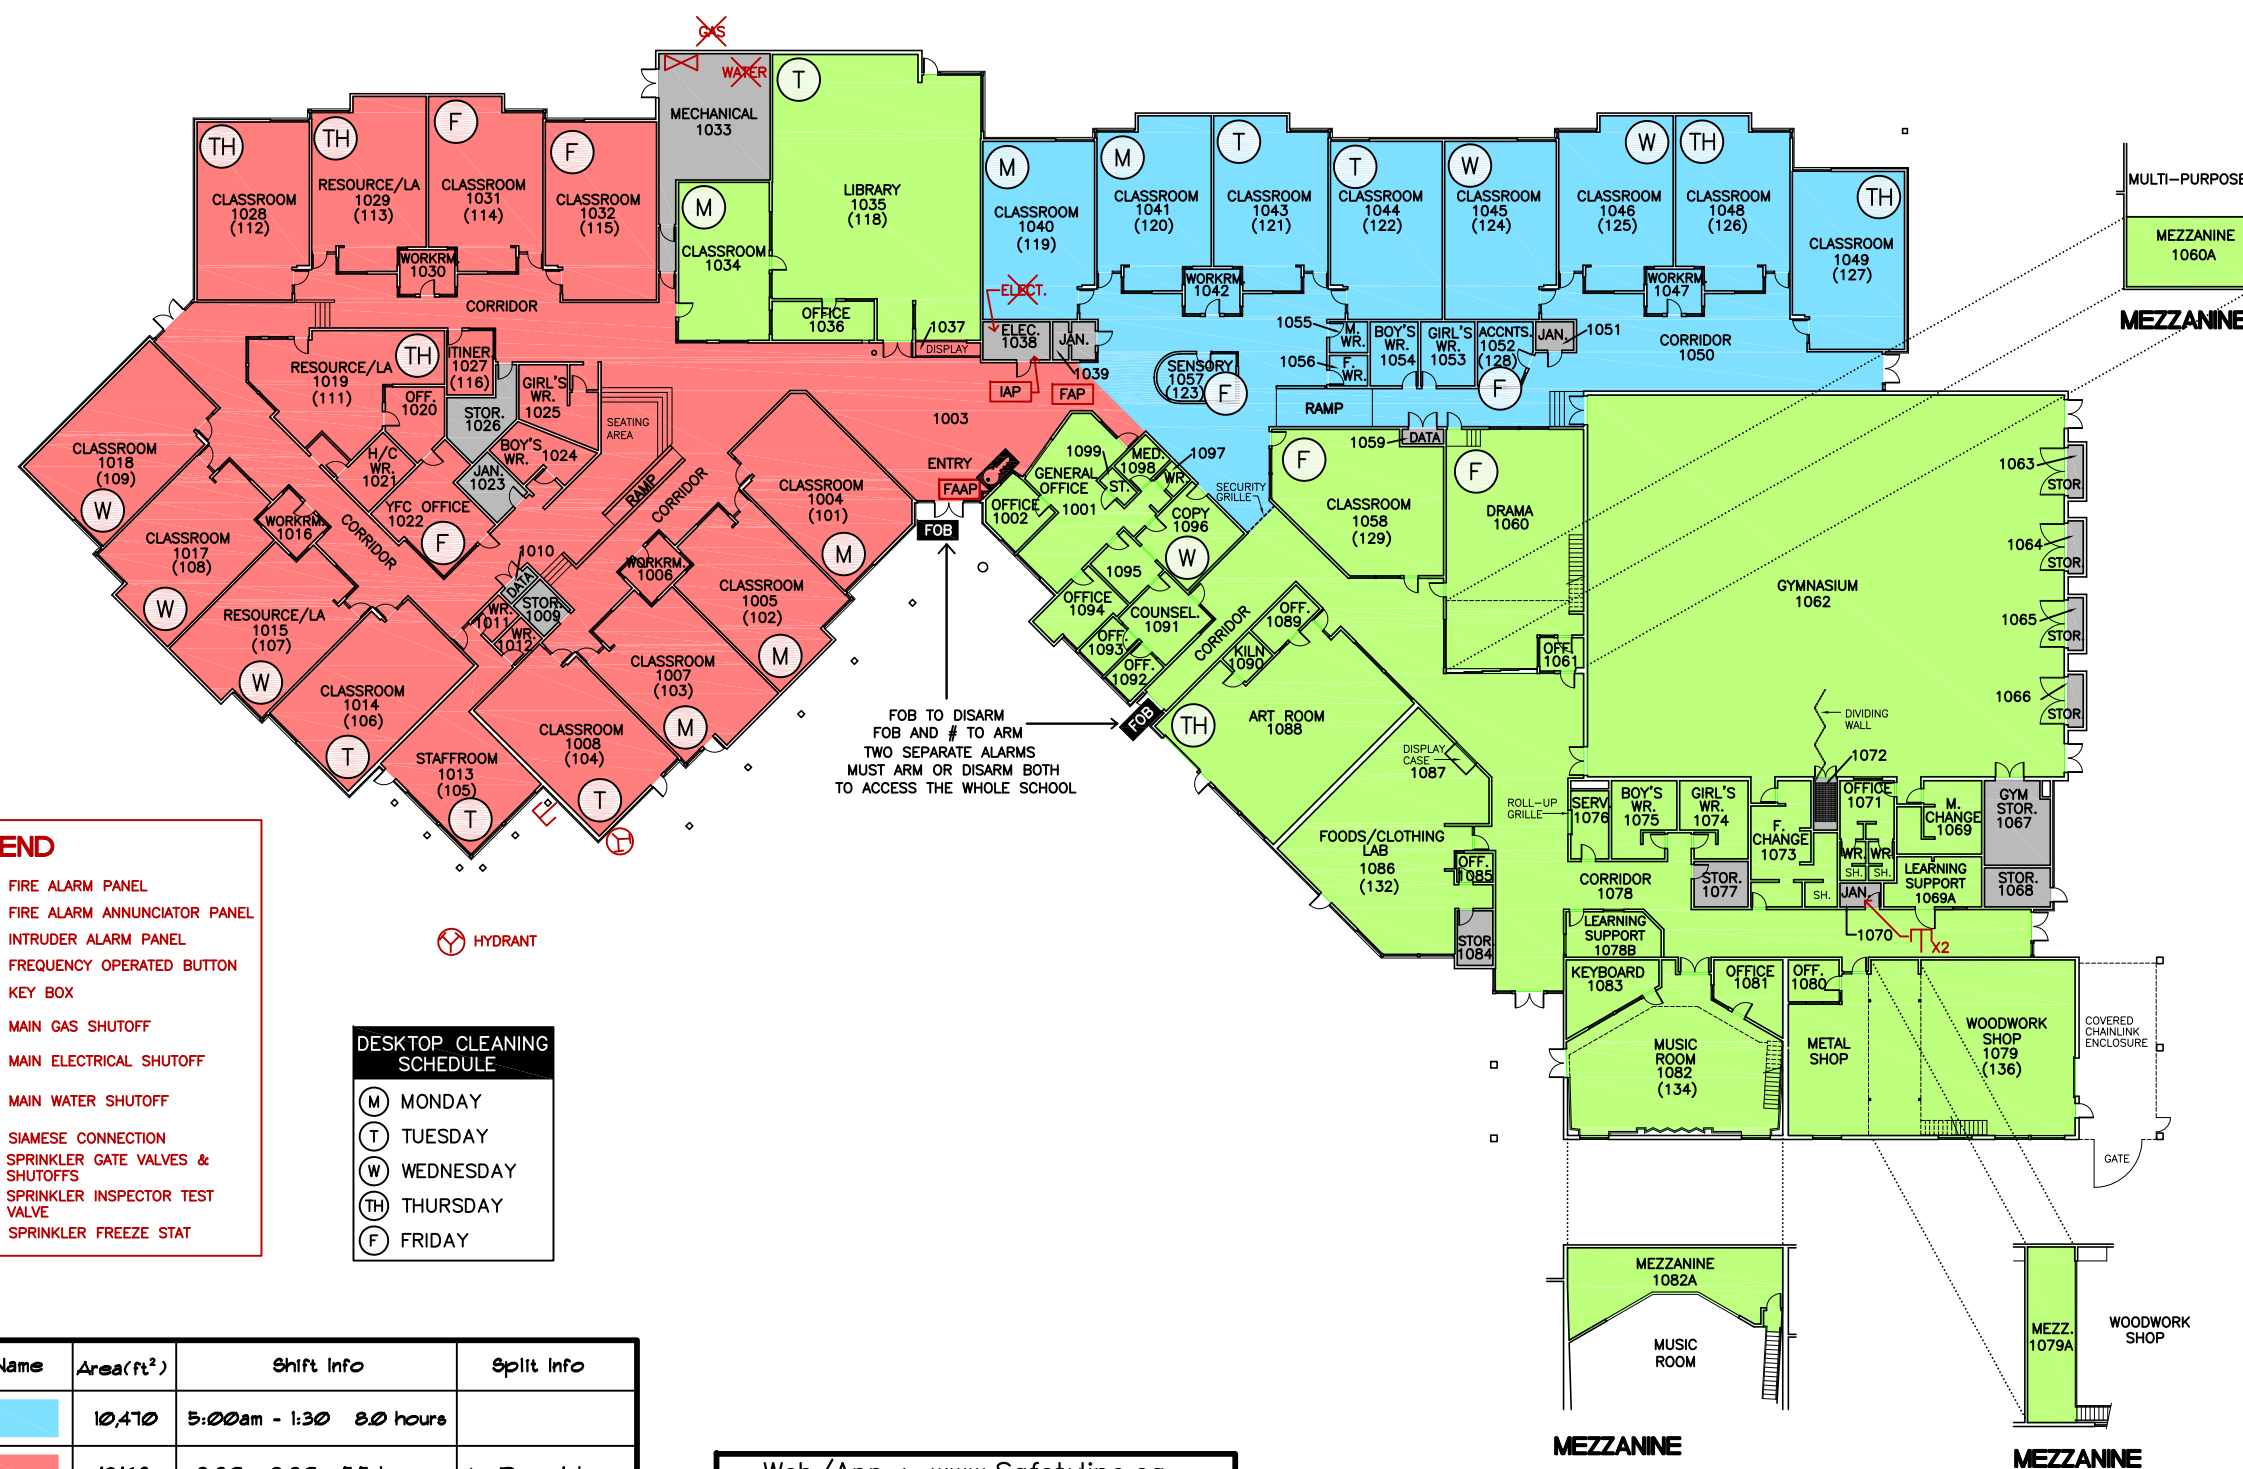 GAS
WATER
MECHANICAL
1033
TH
CLASSROOM
1028
(112)
TH
RESOURCE/LA
1029
(113)
F
CLASSROOM
1031
(114)
F
CLASSROOM
1032
(115)
WORKRM.
1030
CORRIDOR
T
LIBRARY
1035
(118)
M
CLASSROOM
1034
OFFICE
1036
1037
DISPLAY
M
CLASSROOM
1040
(119)
M
CLASSROOM
1041
(120)
T
CLASSROOM
1043
(121)
T
CLASSROOM
1044
(122)
W
CLASSROOM
1045
(124)
W
CLASSROOM
1046
(125)
TH
CLASSROOM
1048
(126)
TH
CLASSROOM
1049
(127)
WORKRM.
1042
WORKRM.
1047
ELECT.
ELEC.
1038
JAN.
1039
IAP
FAP
SENSORY
1057
(123)
F
1055
M.
WR.
1056
F.
WR.
BOY'S
WR.
1054
GIRL'S
WR.
1053
ACCNTS.
1052
(128)
F
JAN.
1051
CORRIDOR
1050
RAMP
1059
DATA
MULTI-PURPOSE
MEZZANINE
1060A
MEZZANINE
RESOURCE/LA
1019
(111)
TH
ITINER.
1027
(116)
OFF.
1020
STOR.
1026
GIRL'S
WR.
1025
BOY'S
WR.
1024
JAN.
1023
H/C
WR.
1021
YFC OFFICE
1022
F
SEATING
AREA
RAMP
CORRIDOR
1003
ENTRY
FAAP
FOB
CLASSROOM
1018
(109)
W
CLASSROOM
1017
(108)
W
WORKRM.
1016
CORRIDOR
RESOURCE/LA
1015
(107)
W
CLASSROOM
1014
(106)
T
STAFFROOM
1013
(105)
T
CLASSROOM
1008
(104)
T
CLASSROOM
1007
(103)
M
CLASSROOM
1005
(102)
M
CLASSROOM
1004
(101)
M
WORKRM.
1006
1010
DATA
STOR.
1009
WR.
1011
WR.
1012
GENERAL
OFFICE
1001
OFFICE
1002
1099
ST.
MED.
1098
1097
WR.
COPY
1096
W
1095
OFFICE
1094
COUNSEL.
1091
OFF.
1093
OFF.
1092
SECURITY
GRILLE
CORRIDOR
OFF.
1089
KILN
1090
FOB
FOB TO DISARM
FOB AND # TO ARM
TWO SEPARATE ALARMS
MUST ARM OR DISARM BOTH
TO ACCESS THE WHOLE SCHOOL
F
CLASSROOM
1058
(129)
F
DRAMA
1060
OFF.
1061
GYMNASIUM
1062
1063
STOR.
1064
STOR.
1065
STOR.
1066
STOR.
DIVIDING
WALL
1072
TH
ART ROOM
1088
DISPLAY
CASE
1087
FOODS/CLOTHING
LAB
1086
(132)
OFF.
1085
STOR.
1084
ROLL-UP
GRILLE
SERV.
1076
BOY'S
WR.
1075
GIRL'S
WR.
1074
F.
CHANGE
1073
OFFICE
1071
M.
CHANGE
1069
GYM
STOR.
1067
WR.
WR.
SH.
SH.
SH.
JAN.
LEARNING
SUPPORT
1069A
STOR.
1068
CORRIDOR
1078
STOR.
1077
1070
X2
LEARNING
SUPPORT
1078B
KEYBOARD
1083
OFFICE
1081
OFF.
1080
MUSIC
ROOM
1082
(134)
METAL
SHOP
WOODWORK
SHOP
1079
(136)
COVERED
CHAINLINK
ENCLOSURE
GATE
MEZZANINE
1082A
MUSIC
ROOM
MEZZANINE
MEZZ.
1079A
WOODWORK
SHOP
MEZZANINE
HYDRANT
END
FIRE ALARM PANEL
FIRE ALARM ANNUNCIATOR PANEL
INTRUDER ALARM PANEL
FREQUENCY OPERATED BUTTON
KEY BOX
MAIN GAS SHUTOFF
MAIN ELECTRICAL SHUTOFF
MAIN WATER SHUTOFF
SIAMESE CONNECTION
SPRINKLER GATE VALVES &
SHUTOFFS
SPRINKLER INSPECTOR TEST
VALVE
SPRINKLER FREEZE STAT
DESKTOP CLEANING
SCHEDULE
M MONDAY
T TUESDAY
W WEDNESDAY
TH THURSDAY
F FRIDAY
Name Area(ft²) Shift Info Split Info
10,470 5:00am - 1:30 8.0 hours